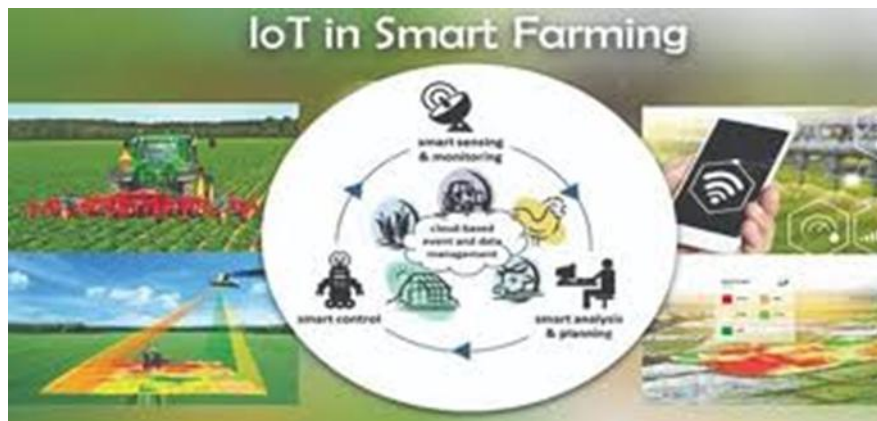 IoT in Smart Farming
smart sensing
& monitoring
cloud-based
event and data
management
smart control
smart analysis
& planning